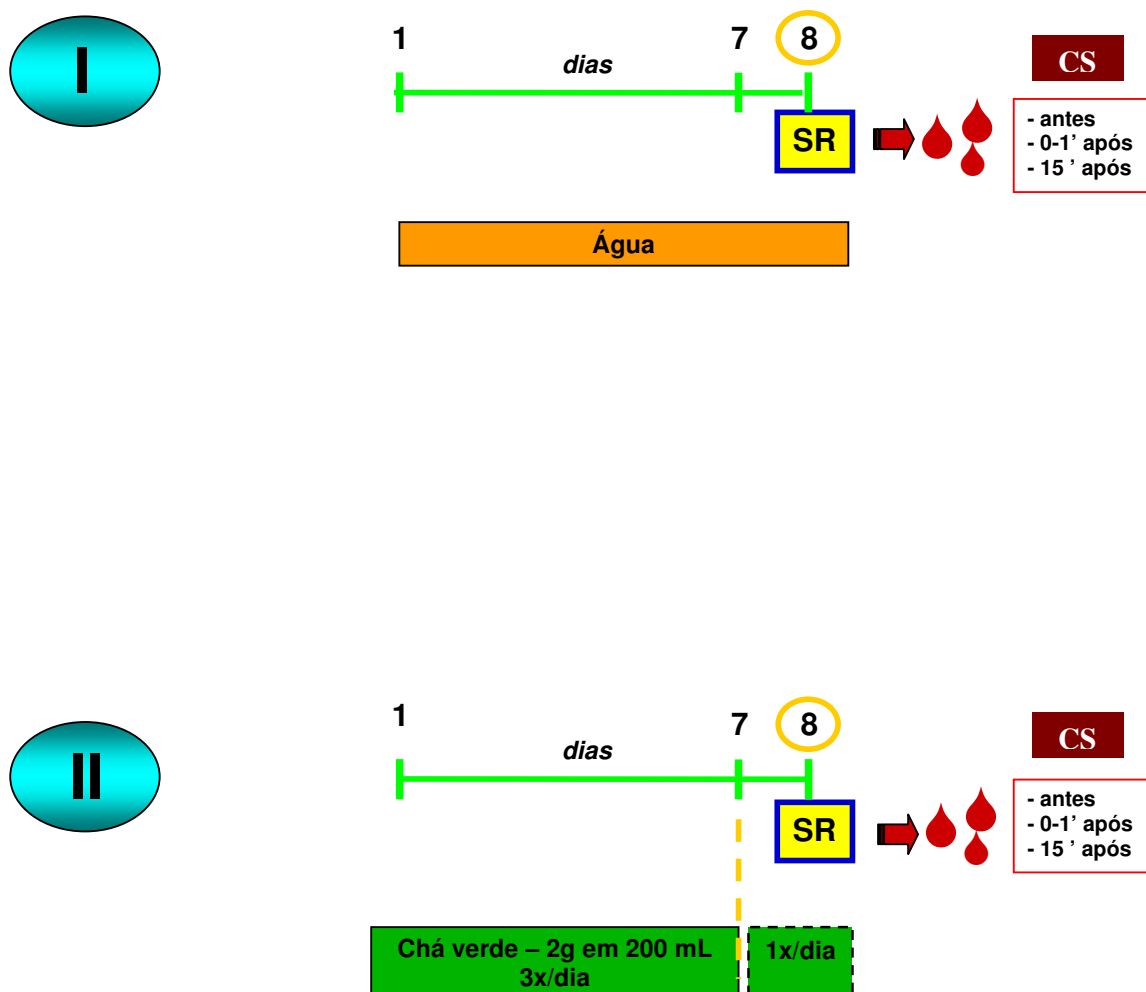 I
1
7
8
dias
SR
CS
- antes
- 0-1’ após
- 15 ’ após
Água
II
1
7
8
dias
SR
CS
- antes
- 0-1’ após
- 15 ’ após
Chá verde – 2g em 200 mL
3x/dia
1x/dia